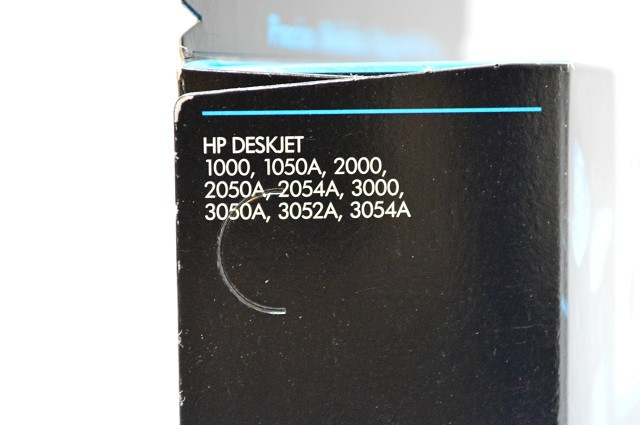 HP DESKJET
1000, 1050A, 2000,
2050A, 2054A, 3000,
3050A, 3052A, 3054A